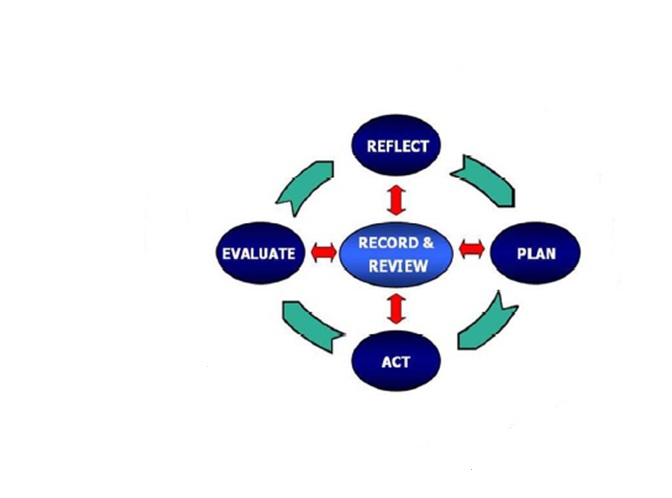 REFLECT
EVALUATE
RECORD &
REVIEW
PLAN
ACT